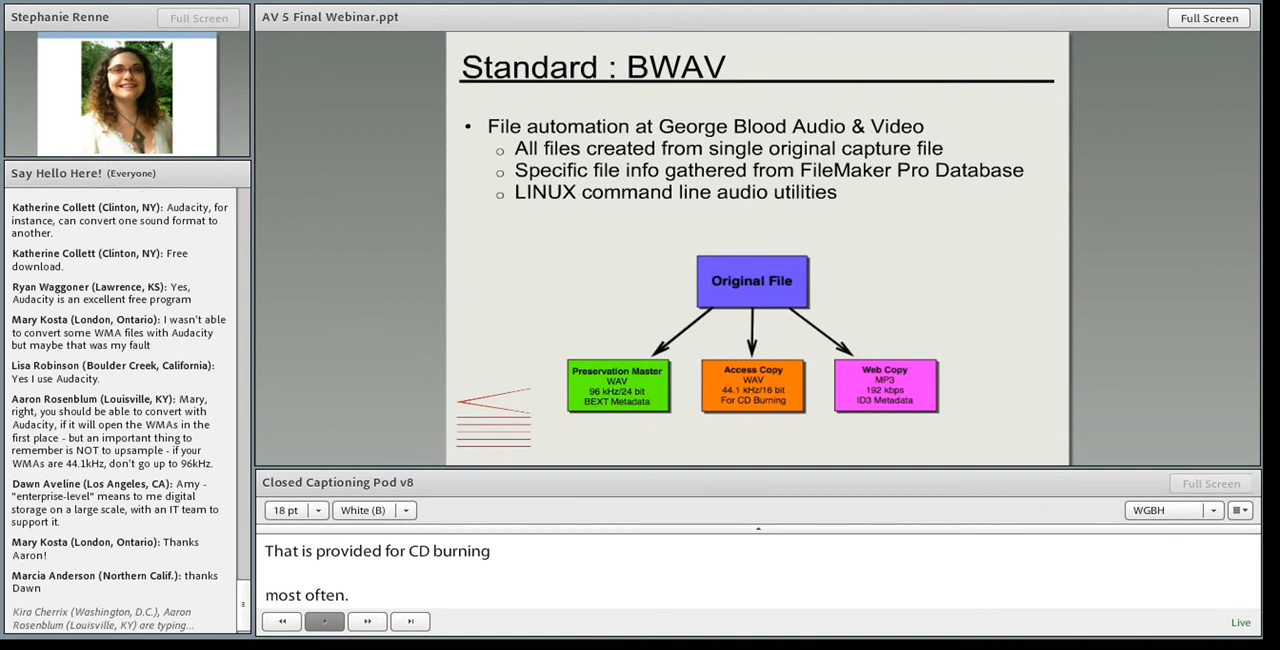 Stephanie Renne
Full Screen
Say Hello Here! (Everyone)
Katherine Collett (Clinton, NY): Audacity, for
instance, can convert one sound format to
another.
Katherine Collett (Clinton, NY): Free
download.
Ryan Waggoner (Lawrence, KS): Yes,
Audacity is an excellent free program
Mary Kosta (London, Ontario): I wasn't able
to convert some WMA files with Audacity
but maybe that was my fault
Lisa Robinson (Boulder Creek, California):
Yes I use Audacity.
Aaron Rosenblum (Louisville, KY): Mary,
right, you should be able to convert with
Audacity, if it will open the WMAs in the
first place - but an important thing to
remember is NOT to upsample - if your
WMAs are 44.1kHz, don't go up to 96kHz.
Dawn Aveline (Los Angeles, CA): Amy -
"enterprise-level" means to me digital
storage on a large scale, with an IT team to
support it.
Mary Kosta (London, Ontario): Thanks
Aaron!
Marcia Anderson (Northern Calif.): thanks
Dawn
Kira Cherrix (Washington, D.C.), Aaron
Rosenblum (Louisville, KY) are typing...
AV 5 Final Webinar.ppt
Full Screen
Standard : BWAV
• File automation at George Blood Audio & Video
o All files created from single original capture file
o Specific file info gathered from FileMaker Pro Database
o LINUX command line audio utilities
Original File
Preservation Master
WAV
96 kHz/24 bit
BEXT Metadata
Access Copy
WAV
44.1 kHz/16 bit
For CD Burning
Web Copy
MP3
192 kbps
ID3 Metadata
Closed Captioning Pod v8
Full Screen
18 pt
White (B)
WGBH
That is provided for CD burning
most often.
Live